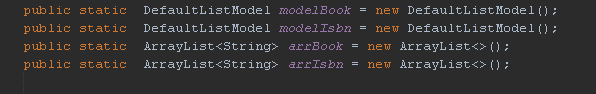 public static  DefaultListModel modelBook = new DefaultListModel();
public static  DefaultListModel modelIsbn = new DefaultListModel();
public static  ArrayList<String> arrBook = new ArrayList<>();
public static  ArrayList<String> arrIsbn = new ArrayList<>();